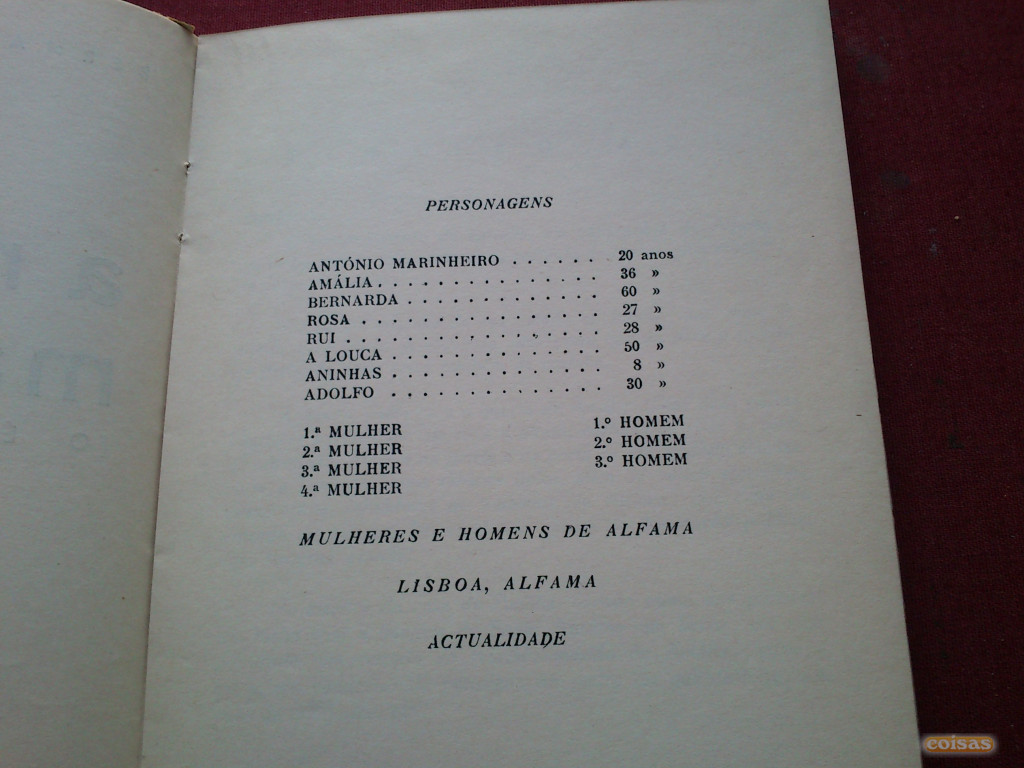 PERSONAGENS
ANTÓNIO MARINHEIRO . . . . . . 20 anos
AMÁLIA . . . . . . . . . . . . . . . 36 »
BERNARDA . . . . . . . . . . . . . 60 »
ROSA . . . . . . . . . . . . . . . . 27 »
RUI . . . . . . . . . . . . . . . . . 28 »
A LOUCA . . . . . . . . . . . . . . 50 »
ANINHAS . . . . . . . . . . . . . . 8 »
ADOLFO . . . . . . . . . . . . . . 30 »
1.ª MULHER 1.º HOMEM
2.ª MULHER 2.º HOMEM
3.ª MULHER 3.º HOMEM
4.ª MULHER
MULHERES E HOMENS DE ALFAMA
LISBOA, ALFAMA
ACTUALIDADE
coisas